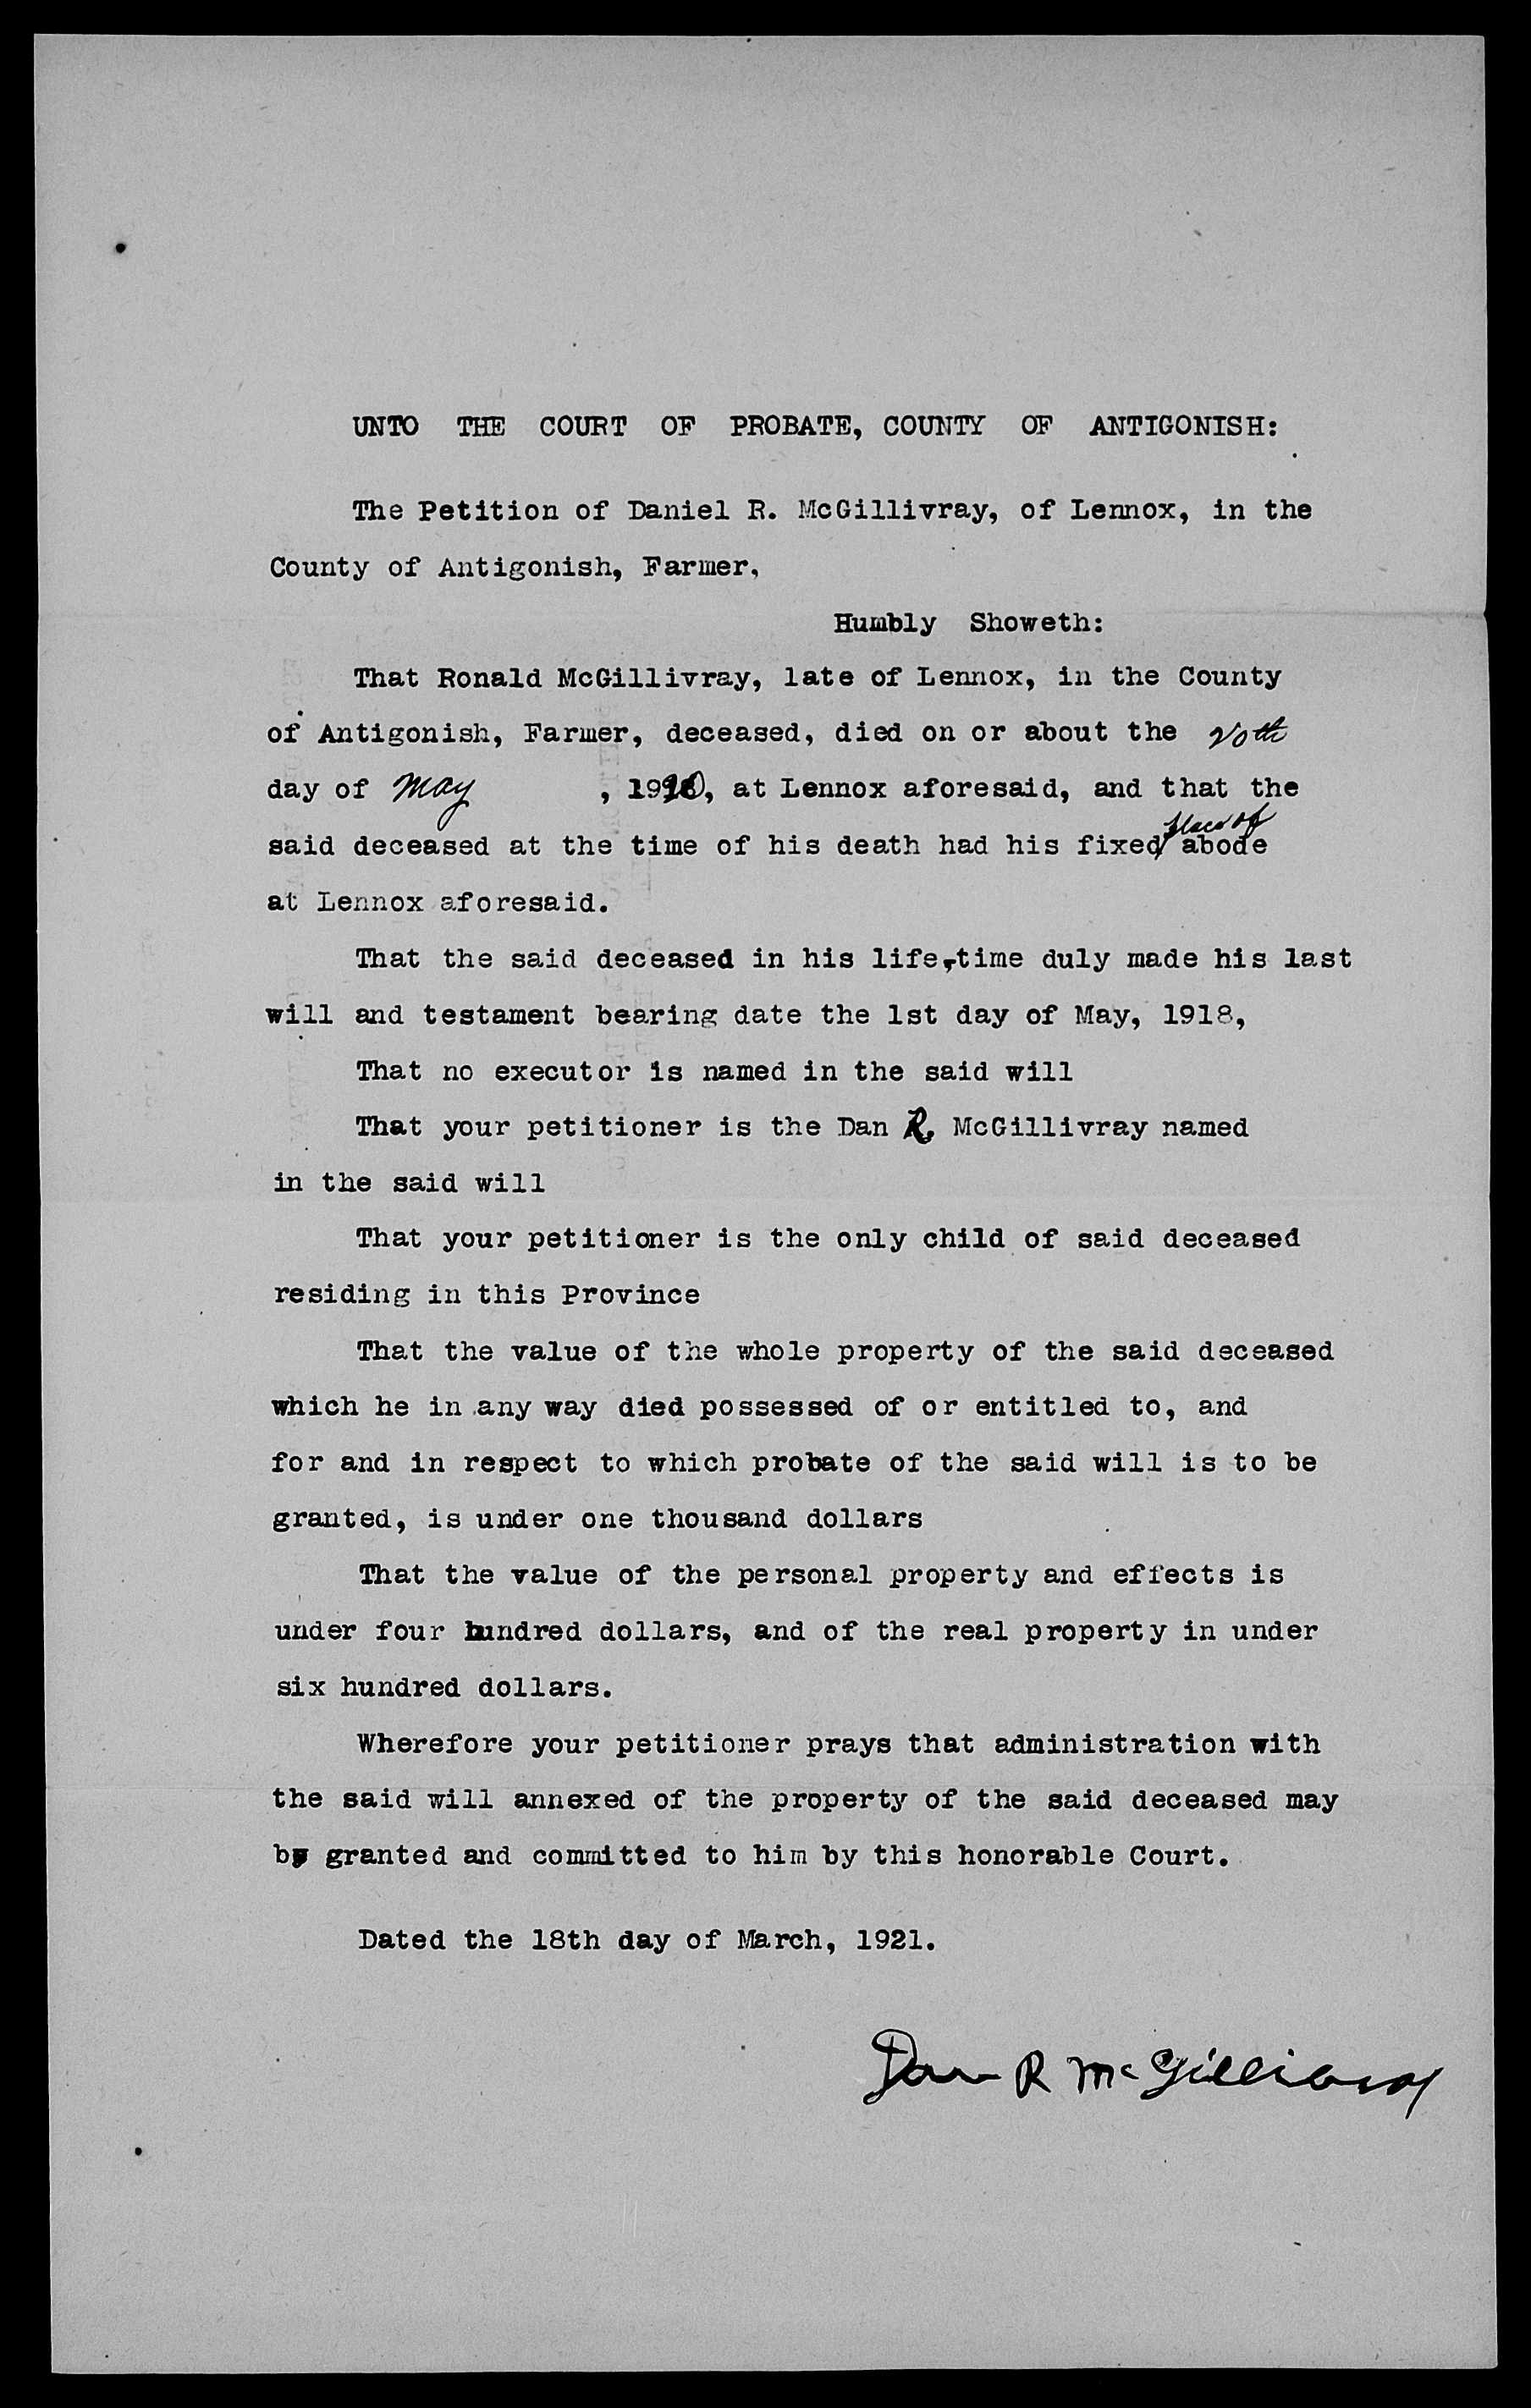 UNTO THE COURT OF PROBATE, COUNTY OF ANTIGONISH:
The Petition of Daniel R. McGillivray, of Lennox, in the
County of Antigonish, Farmer,
Humbly Showeth:
That Ronald McGillivray, late of Lennox, in the County
of Antigonish, Farmer, deceased, died on or about the 20th
day of May , 1920, at Lennox aforesaid, and that the
place of
said deceased at the time of his death had his fixed abode
at Lennox aforesaid.
That the said deceased in his life-time duly made his last
will and testament bearing date the 1st day of May, 1918,
That no executor is named in the said will
That your petitioner is the Dan R. McGillivray named
in the said will
That your petitioner is the only child of said deceased
residing in this Province
That the value of the whole property of the said deceased
which he in any way died possessed of or entitled to, and
for and in respect to which probate of the said will is to be
granted, is under one thousand dollars
That the value of the personal property and effects is
under four hundred dollars, and of the real property in under
six hundred dollars.
Wherefore your petitioner prays that administration with
the said will annexed of the property of the said deceased may
be granted and committed to him by this honorable Court.
Dated the 18th day of March, 1921.
Dan R McGillivray